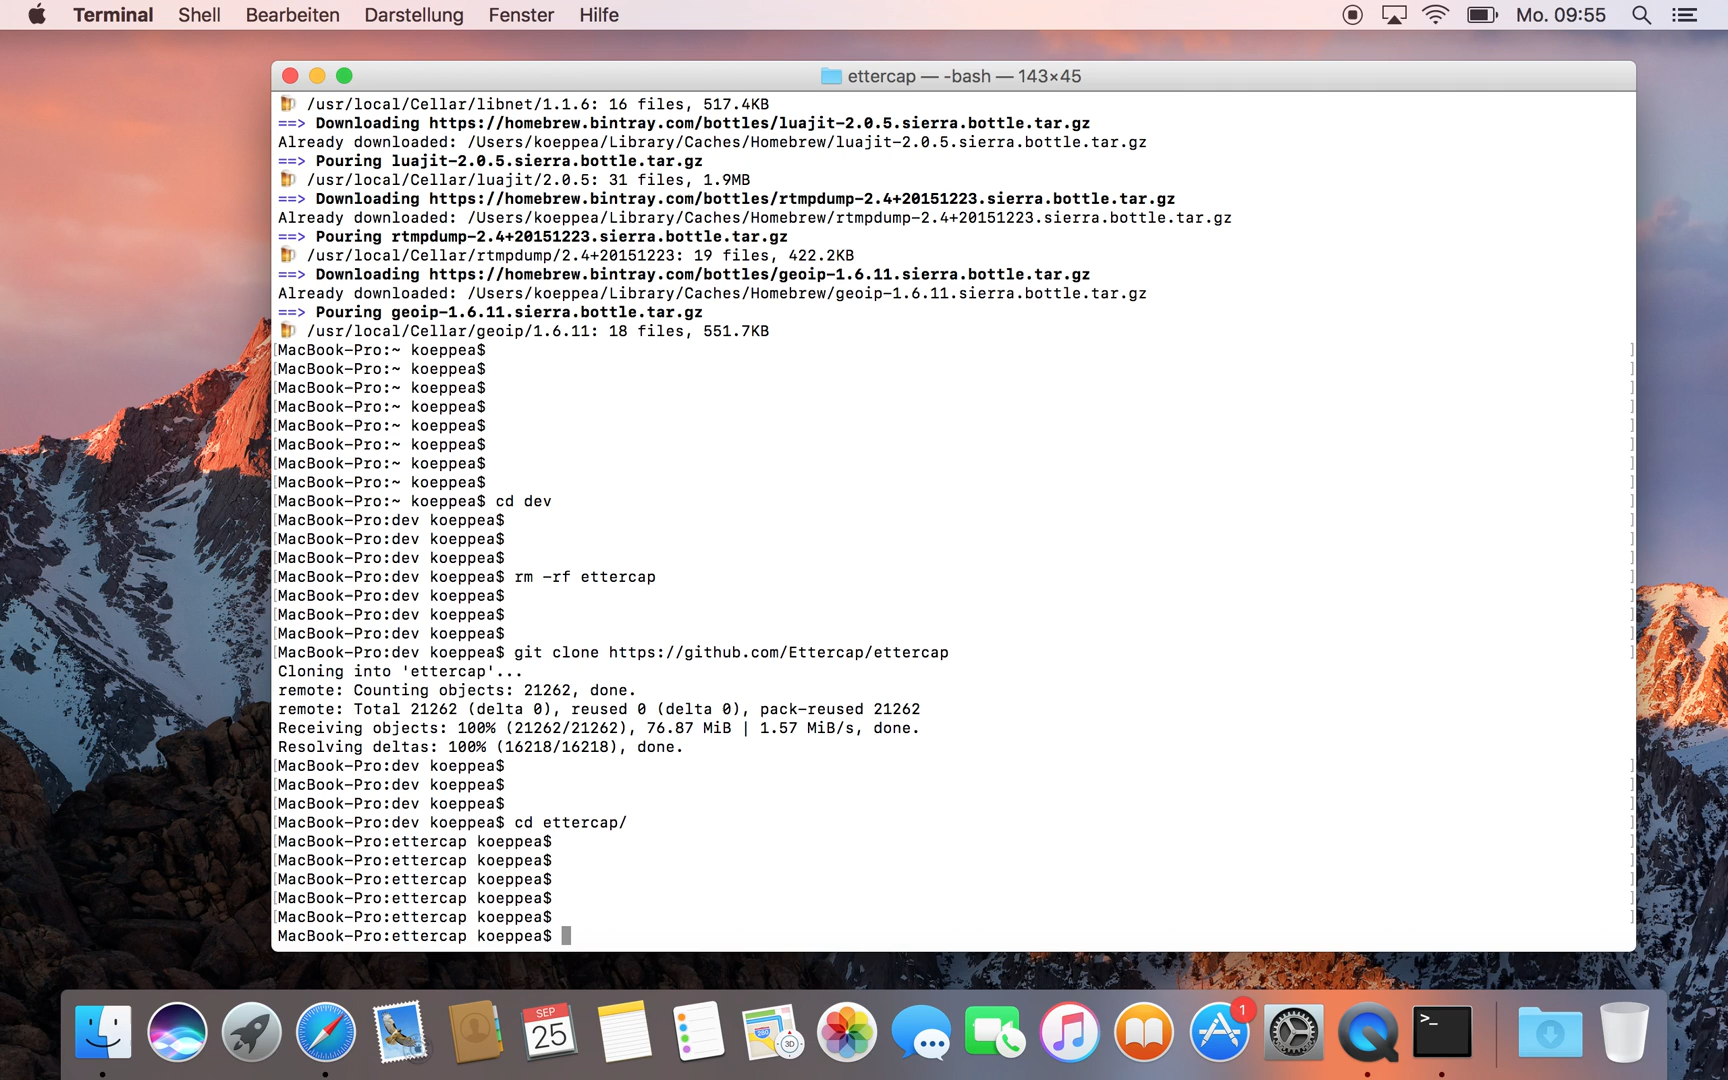 Terminal Shell Bearbeiten Darstellung Fenster Hilfe Mo. 09:55
ettercap — -bash — 143×45
/usr/local/Cellar/libnet/1.1.6: 16 files, 517.4KB
==> Downloading https://homebrew.bintray.com/bottles/luajit-2.0.5.sierra.bottle.tar.gz
Already downloaded: /Users/koeppea/Library/Caches/Homebrew/luajit-2.0.5.sierra.bottle.tar.gz
==> Pouring luajit-2.0.5.sierra.bottle.tar.gz
/usr/local/Cellar/luajit/2.0.5: 31 files, 1.9MB
==> Downloading https://homebrew.bintray.com/bottles/rtmpdump-2.4+20151223.sierra.bottle.tar.gz
Already downloaded: /Users/koeppea/Library/Caches/Homebrew/rtmpdump-2.4+20151223.sierra.bottle.tar.gz
==> Pouring rtmpdump-2.4+20151223.sierra.bottle.tar.gz
/usr/local/Cellar/rtmpdump/2.4+20151223: 19 files, 422.2KB
==> Downloading https://homebrew.bintray.com/bottles/geoip-1.6.11.sierra.bottle.tar.gz
Already downloaded: /Users/koeppea/Library/Caches/Homebrew/geoip-1.6.11.sierra.bottle.tar.gz
==> Pouring geoip-1.6.11.sierra.bottle.tar.gz
/usr/local/Cellar/geoip/1.6.11: 18 files, 551.7KB
[MacBook-Pro:~ koeppea$ ]
[MacBook-Pro:~ koeppea$ ]
[MacBook-Pro:~ koeppea$ ]
[MacBook-Pro:~ koeppea$ ]
[MacBook-Pro:~ koeppea$ ]
[MacBook-Pro:~ koeppea$ ]
[MacBook-Pro:~ koeppea$ ]
[MacBook-Pro:~ koeppea$ ]
[MacBook-Pro:~ koeppea$ cd dev ]
[MacBook-Pro:dev koeppea$ ]
[MacBook-Pro:dev koeppea$ ]
[MacBook-Pro:dev koeppea$ ]
[MacBook-Pro:dev koeppea$ rm -rf ettercap ]
[MacBook-Pro:dev koeppea$ ]
[MacBook-Pro:dev koeppea$ ]
[MacBook-Pro:dev koeppea$ ]
[MacBook-Pro:dev koeppea$ git clone https://github.com/Ettercap/ettercap ]
Cloning into 'ettercap'...
remote: Counting objects: 21262, done.
remote: Total 21262 (delta 0), reused 0 (delta 0), pack-reused 21262
Receiving objects: 100% (21262/21262), 76.87 MiB | 1.57 MiB/s, done.
Resolving deltas: 100% (16218/16218), done.
[MacBook-Pro:dev koeppea$ ]
[MacBook-Pro:dev koeppea$ ]
[MacBook-Pro:dev koeppea$ ]
[MacBook-Pro:dev koeppea$ cd ettercap/ ]
[MacBook-Pro:ettercap koeppea$ ]
[MacBook-Pro:ettercap koeppea$ ]
[MacBook-Pro:ettercap koeppea$ ]
[MacBook-Pro:ettercap koeppea$ ]
[MacBook-Pro:ettercap koeppea$ ]
MacBook-Pro:ettercap koeppea$
SEP
25
280
3D
1
>_